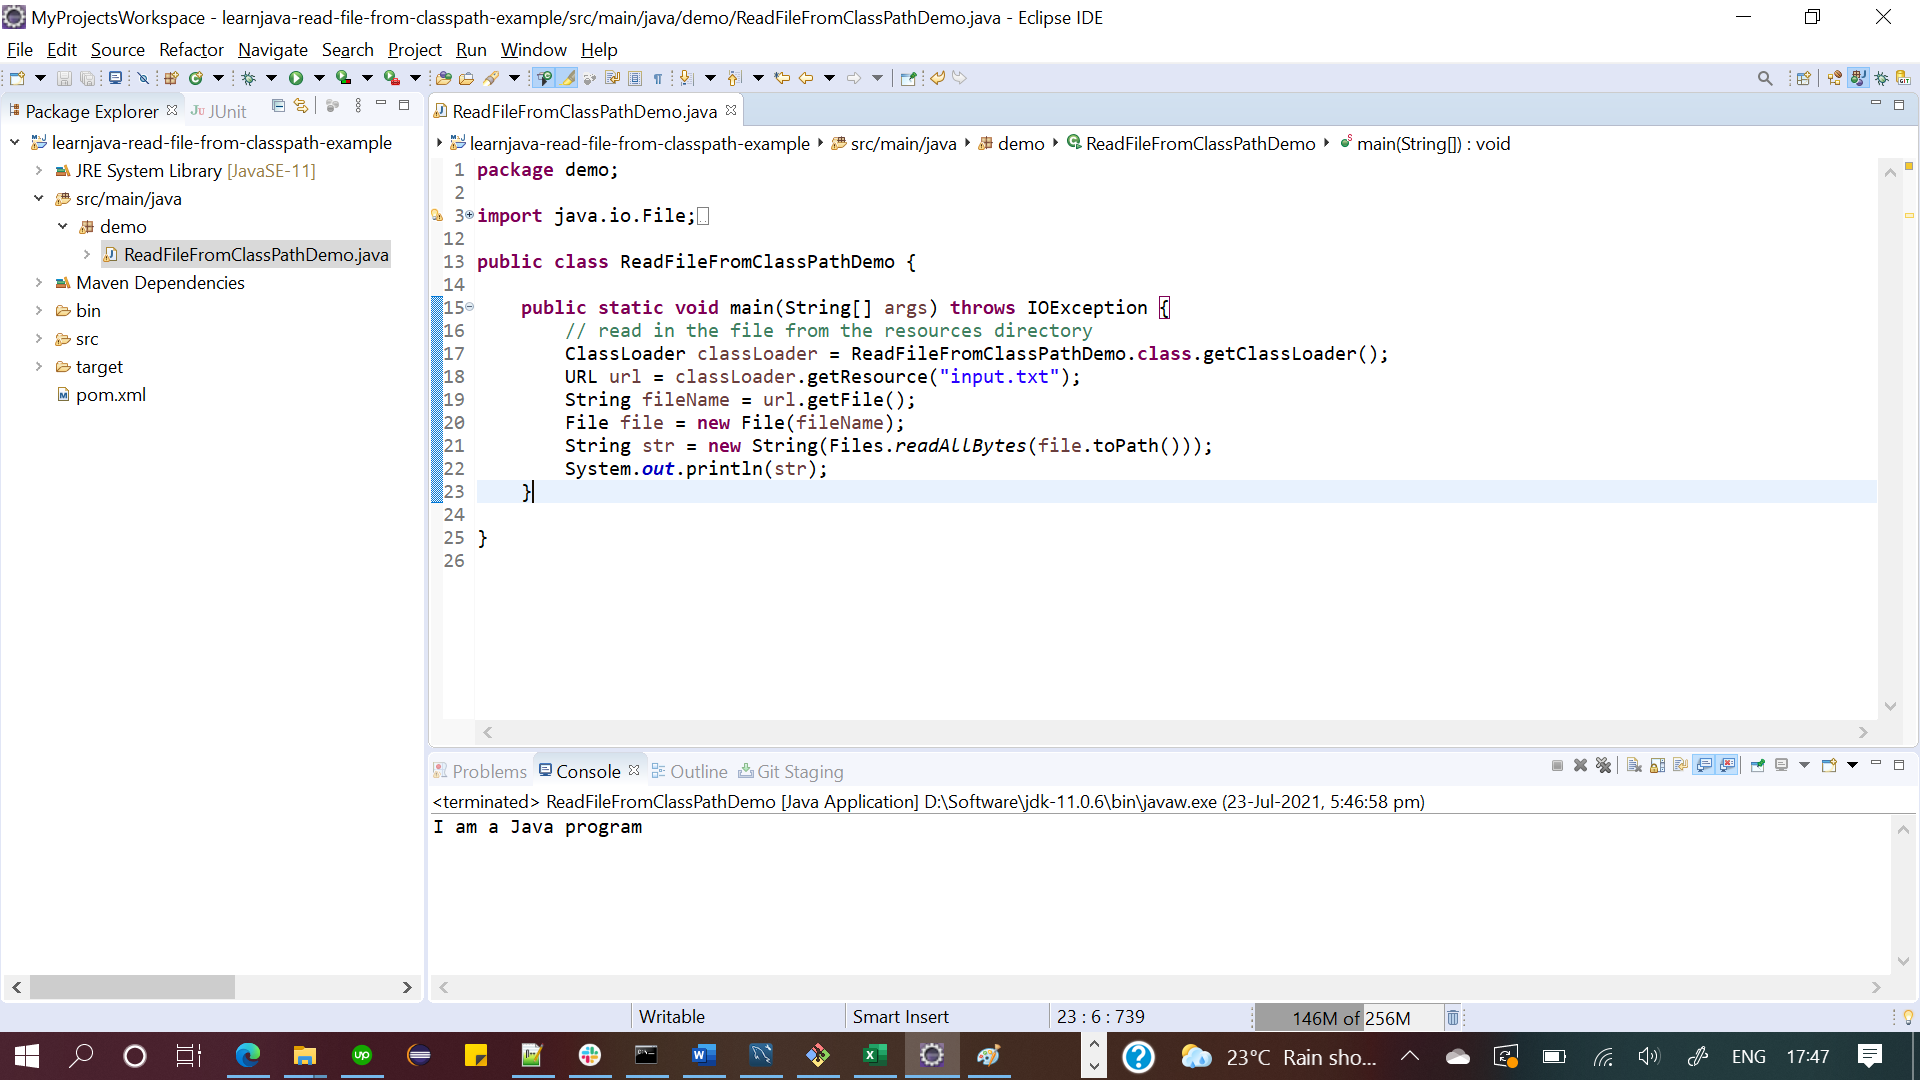 MyProjectsWorkspace - learnjava-read-file-from-classpath-example/src/main/java/demo/ReadFileFromClassPathDemo.java - Eclipse IDE
File Edit Source Refactor Navigate Search Project Run Window Help
Package Explorer JUnit
learnjava-read-file-from-classpath-example
JRE System Library [JavaSE-11]
src/main/java
demo
ReadFileFromClassPathDemo.java
Maven Dependencies
bin
src
target
pom.xml
ReadFileFromClassPathDemo.java
learnjava-read-file-from-classpath-example src/main/java demo ReadFileFromClassPathDemo main(String[]) : void
1 package demo;
2
3 import java.io.File;
12
13 public class ReadFileFromClassPathDemo {
14
15     public static void main(String[] args) throws IOException {
16         // read in the file from the resources directory
17         ClassLoader classLoader = ReadFileFromClassPathDemo.class.getClassLoader();
18         URL url = classLoader.getResource("input.txt");
19         String fileName = url.getFile();
20         File file = new File(fileName);
21         String str = new String(Files.readAllBytes(file.toPath()));
22         System.out.println(str);
23     }
24
25 }
26
Problems Console Outline Git Staging
<terminated> ReadFileFromClassPathDemo [Java Application] D:\Software\jdk-11.0.6\bin\javaw.exe (23-Jul-2021, 5:46:58 pm)
I am a Java program
Writable Smart Insert 23 : 6 : 739 146M of 256M
up 23°C Rain sho... ENG 17:47